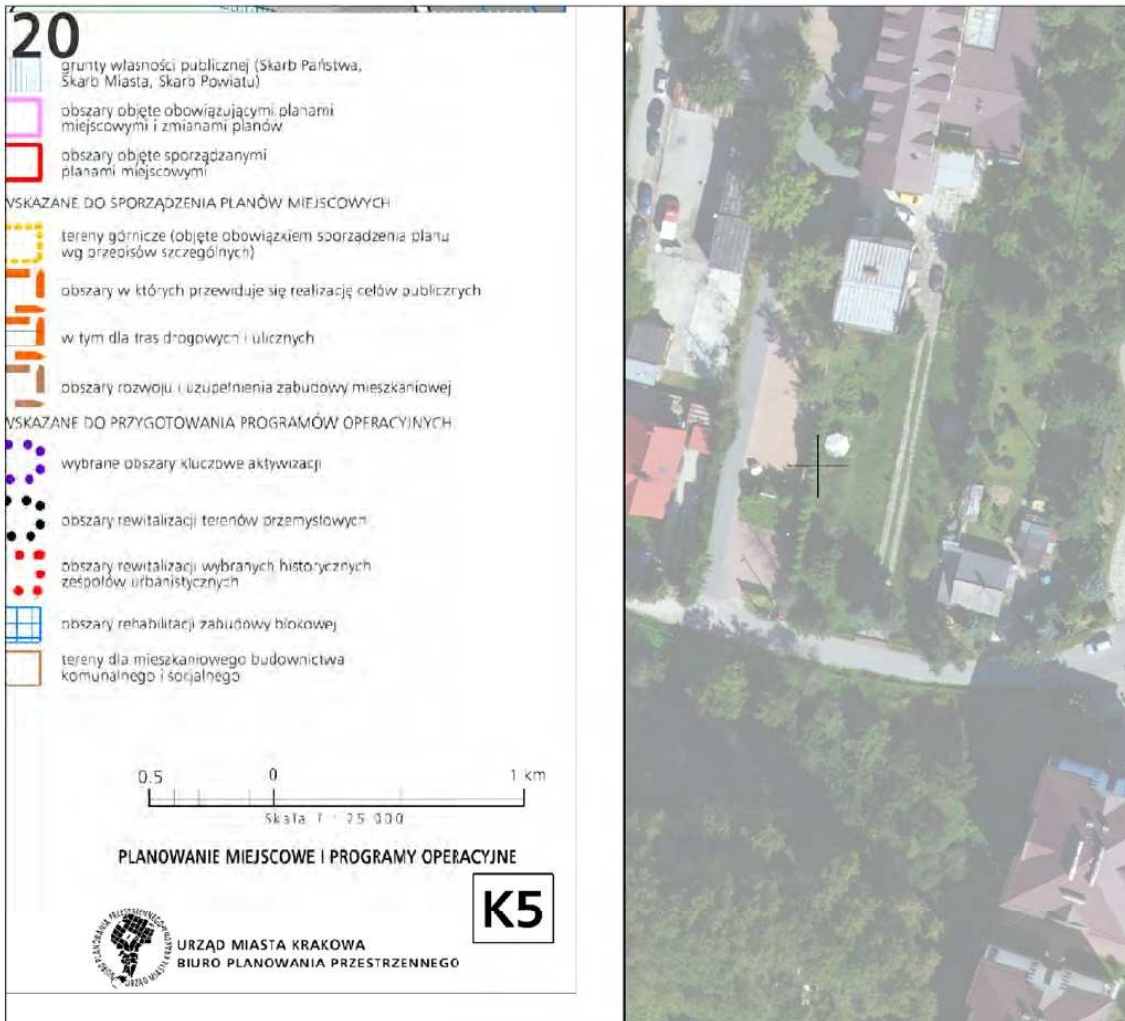 20
grunty własności publicznej (Skarb Państwa,
Skarb Miasta, Skarb Powiatu)
obszary objęte obowiązującymi planami
miejscowymi i zmianami planów
obszary objęte sporządzanymi
planami miejscowymi
WSKAZANE DO SPORZĄDZENIA PLANÓW MIEJSCOWYCH
tereny górnicze (objęte obowiązkiem sporządzenia planu
wg przepisów szczególnych)
obszary w których przewiduje się realizację celów publicznych
w tym dla tras drogowych i ulicznych
obszary rozwoju i uzupełnienia zabudowy mieszkaniowej
WSKAZANE DO PRZYGOTOWANIA PROGRAMÓW OPERACYJNYCH
wybrane obszary kluczowe aktywizacji
obszary rewitalizacji terenów przemysłowych
obszary rewitalizacji wybranych historycznych
zespołów urbanistycznych
obszary rehabilitacji zabudowy blokowej
tereny dla mieszkaniowego budownictwa
komunalnego i socjalnego
0.5 0 1 km
Skala 1 : 25 000
PLANOWANIE MIEJSCOWE I PROGRAMY OPERACYJNE
K5
URZĄD MIASTA KRAKOWA
BIURO PLANOWANIA PRZESTRZENNEGO